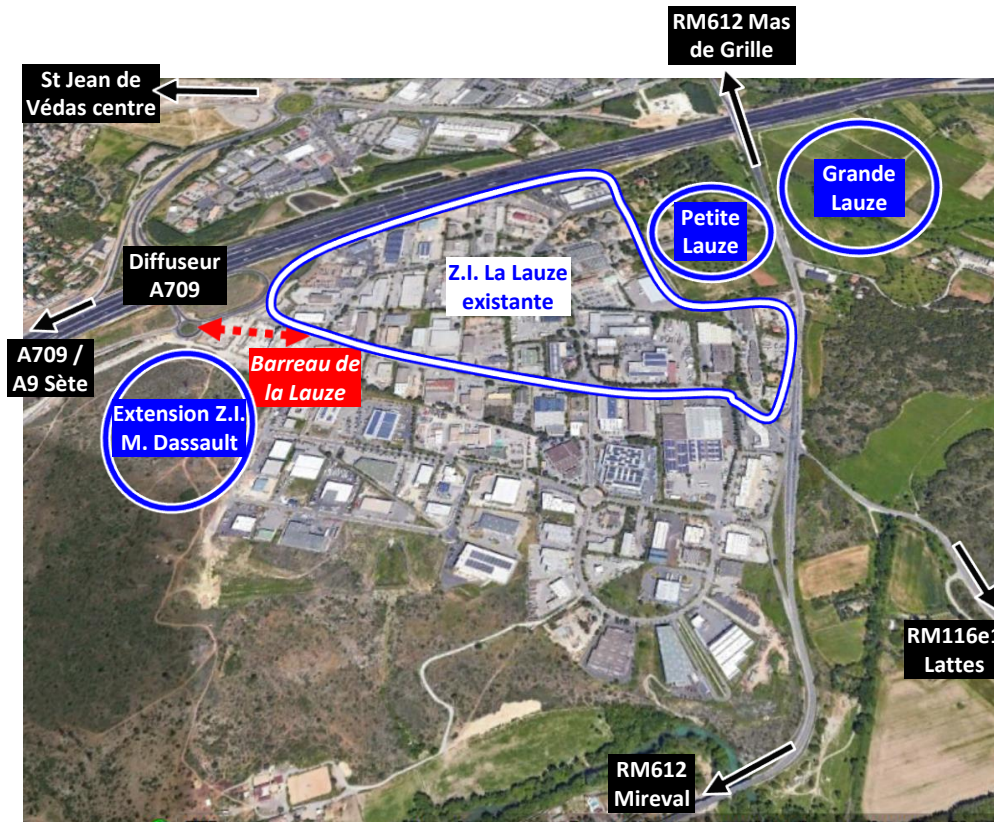 RM612 Mas
de Grille
St Jean de
Védas centre
Grande
Lauze
Petite
Lauze
Diffuseur
A709
Z.I. La Lauze
existante
A709 /
A9 Sète
Barreau de
la Lauze
Extension Z.I.
M. Dassault
RM116e1
Lattes
RM612
Mireval